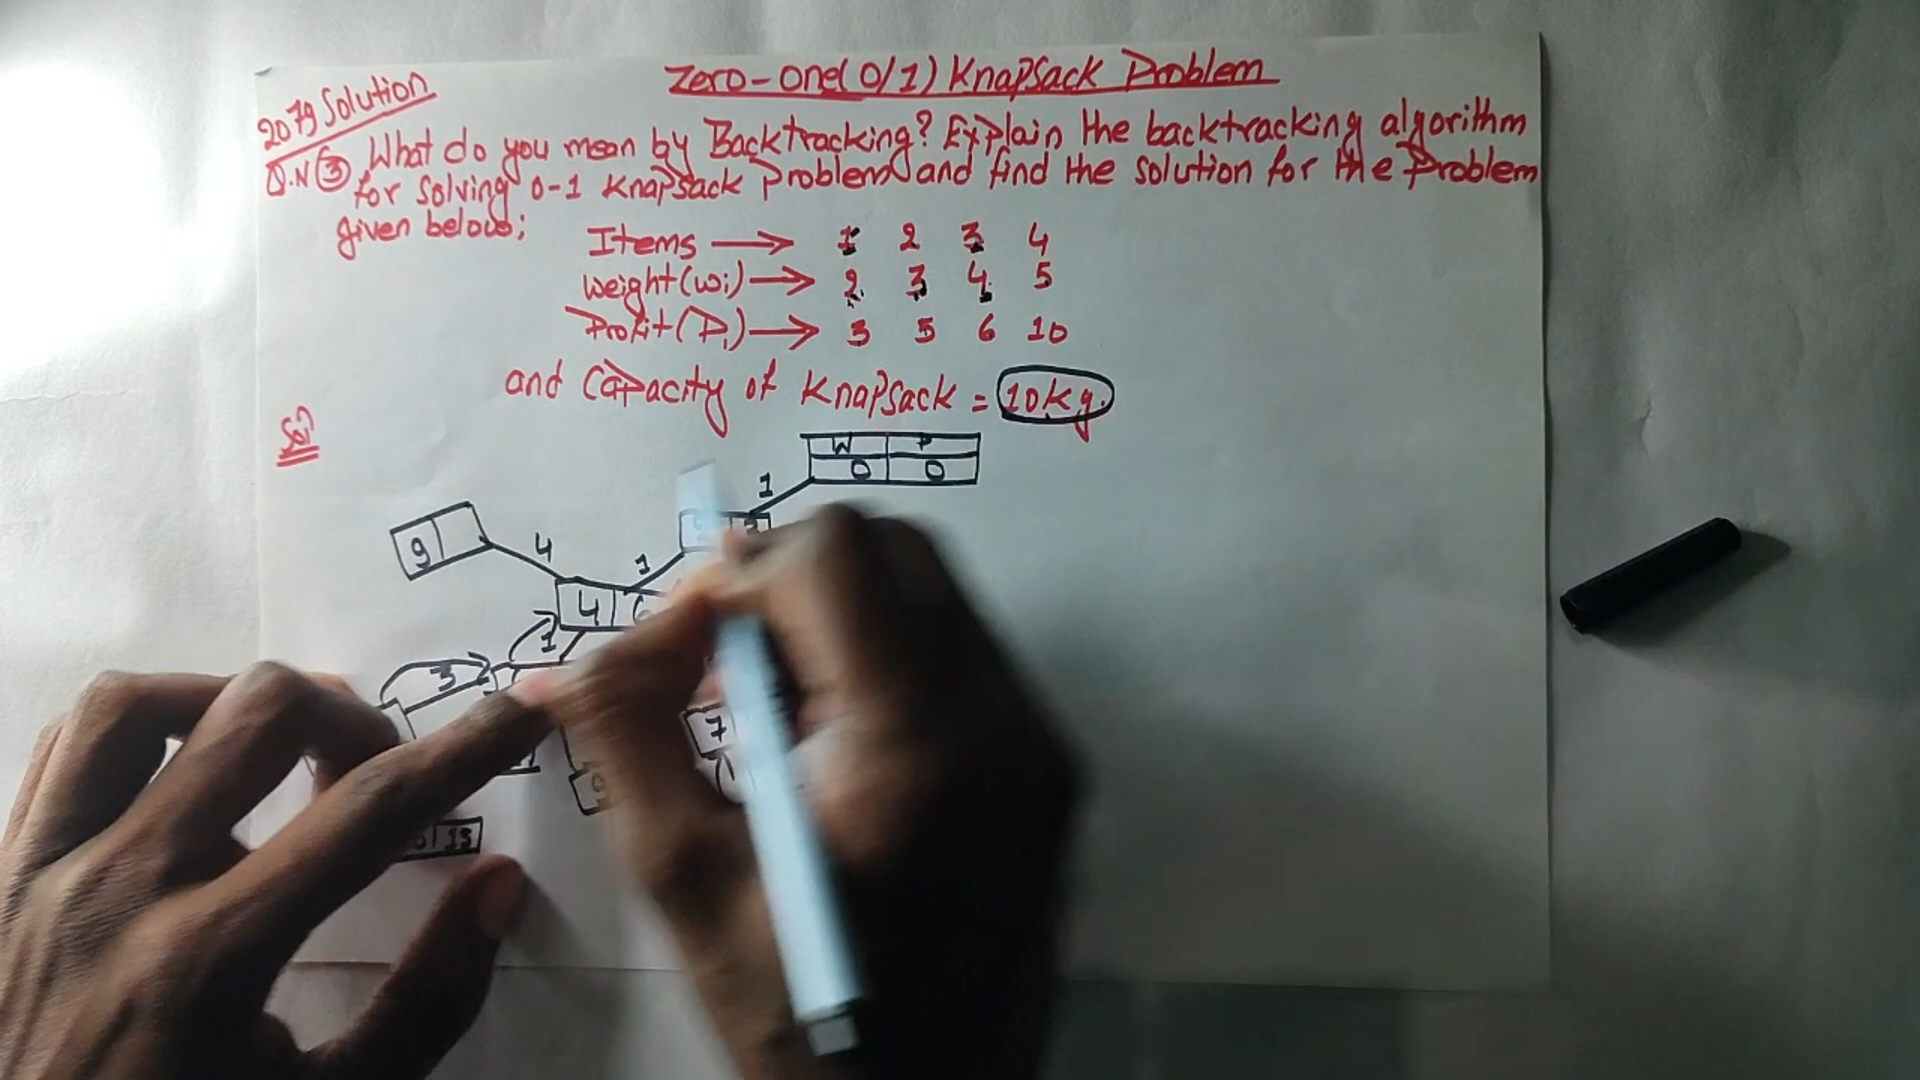 Zero-one(0/1) Knapsack Problem
2079 Solution
Q.N(3) What do you mean by Backtracking? Explain the backtracking algorithm
for solving 0-1 Knapsack Problem and find the solution for the Problem
given below;
Items → 1 2 3 4
Weight(wi) → 2 3 4 5
Profit(Pi) → 3 5 6 10
and Capacity of Knapsack = 10kg.
Sol?
W P
0 0
1
9
4
1
4
1
3
7
13